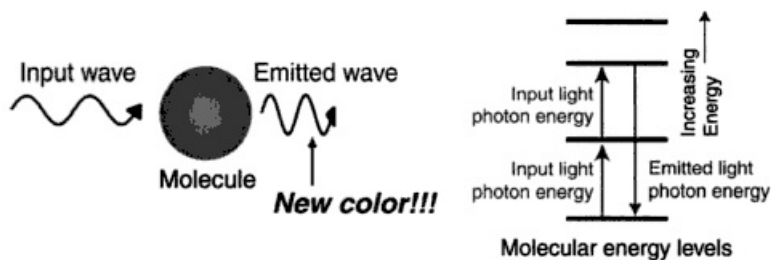 Input wave
Emitted wave
Molecule
New color!!!
Input light
photon energy
Input light
photon energy
Emitted light
photon energy
Increasing
Energy
Molecular energy levels